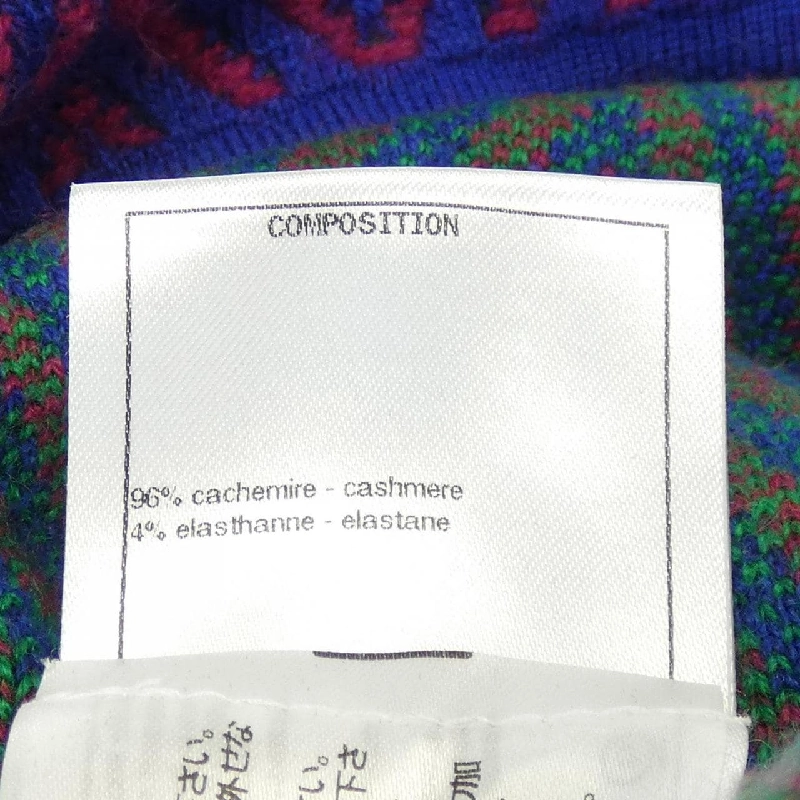 COMPOSITION
96% cachemire - cashmere
4% elasthanne - elastane